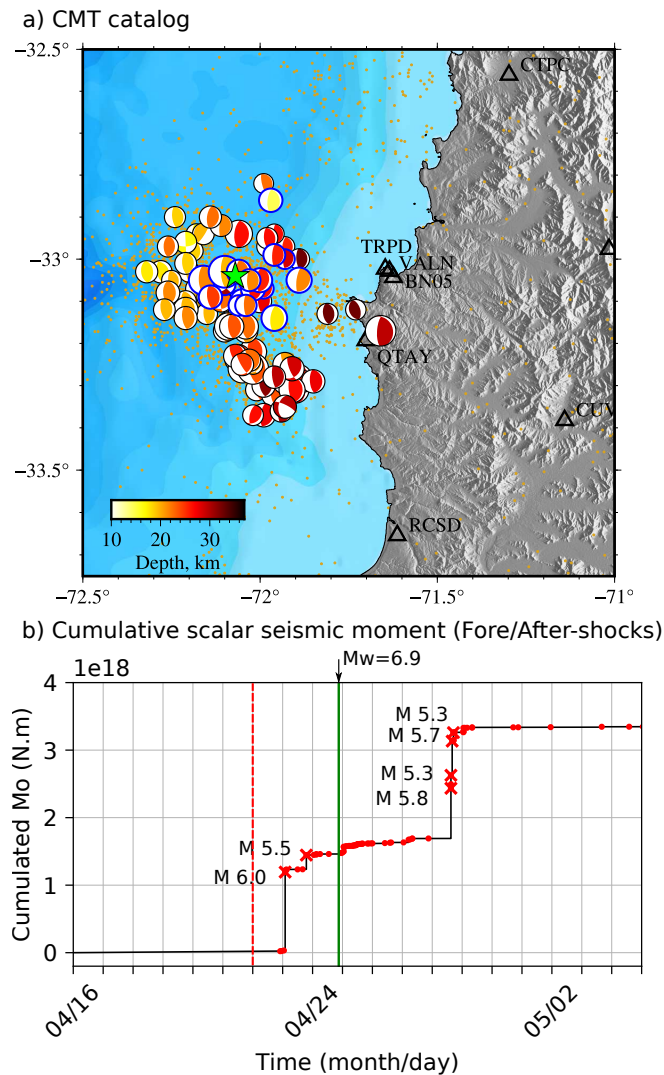 a) CMT catalog
−32.5°
CTPC
−33°
TRPD
VALN
BN05
QTAY
CUV
−33.5°
RCSD
10 20 30
Depth, km
−72.5° −72° −71.5° −71°
b) Cumulative scalar seismic moment (Fore/After-shocks)
1e18
Mw=6.9
4
M 5.3
M 5.7
3
M 5.3
M 5.8
2
M 5.5
M 6.0
1
0
Cumulated Mo (N.m)
04/16 04/24 05/02
Time (month/day)